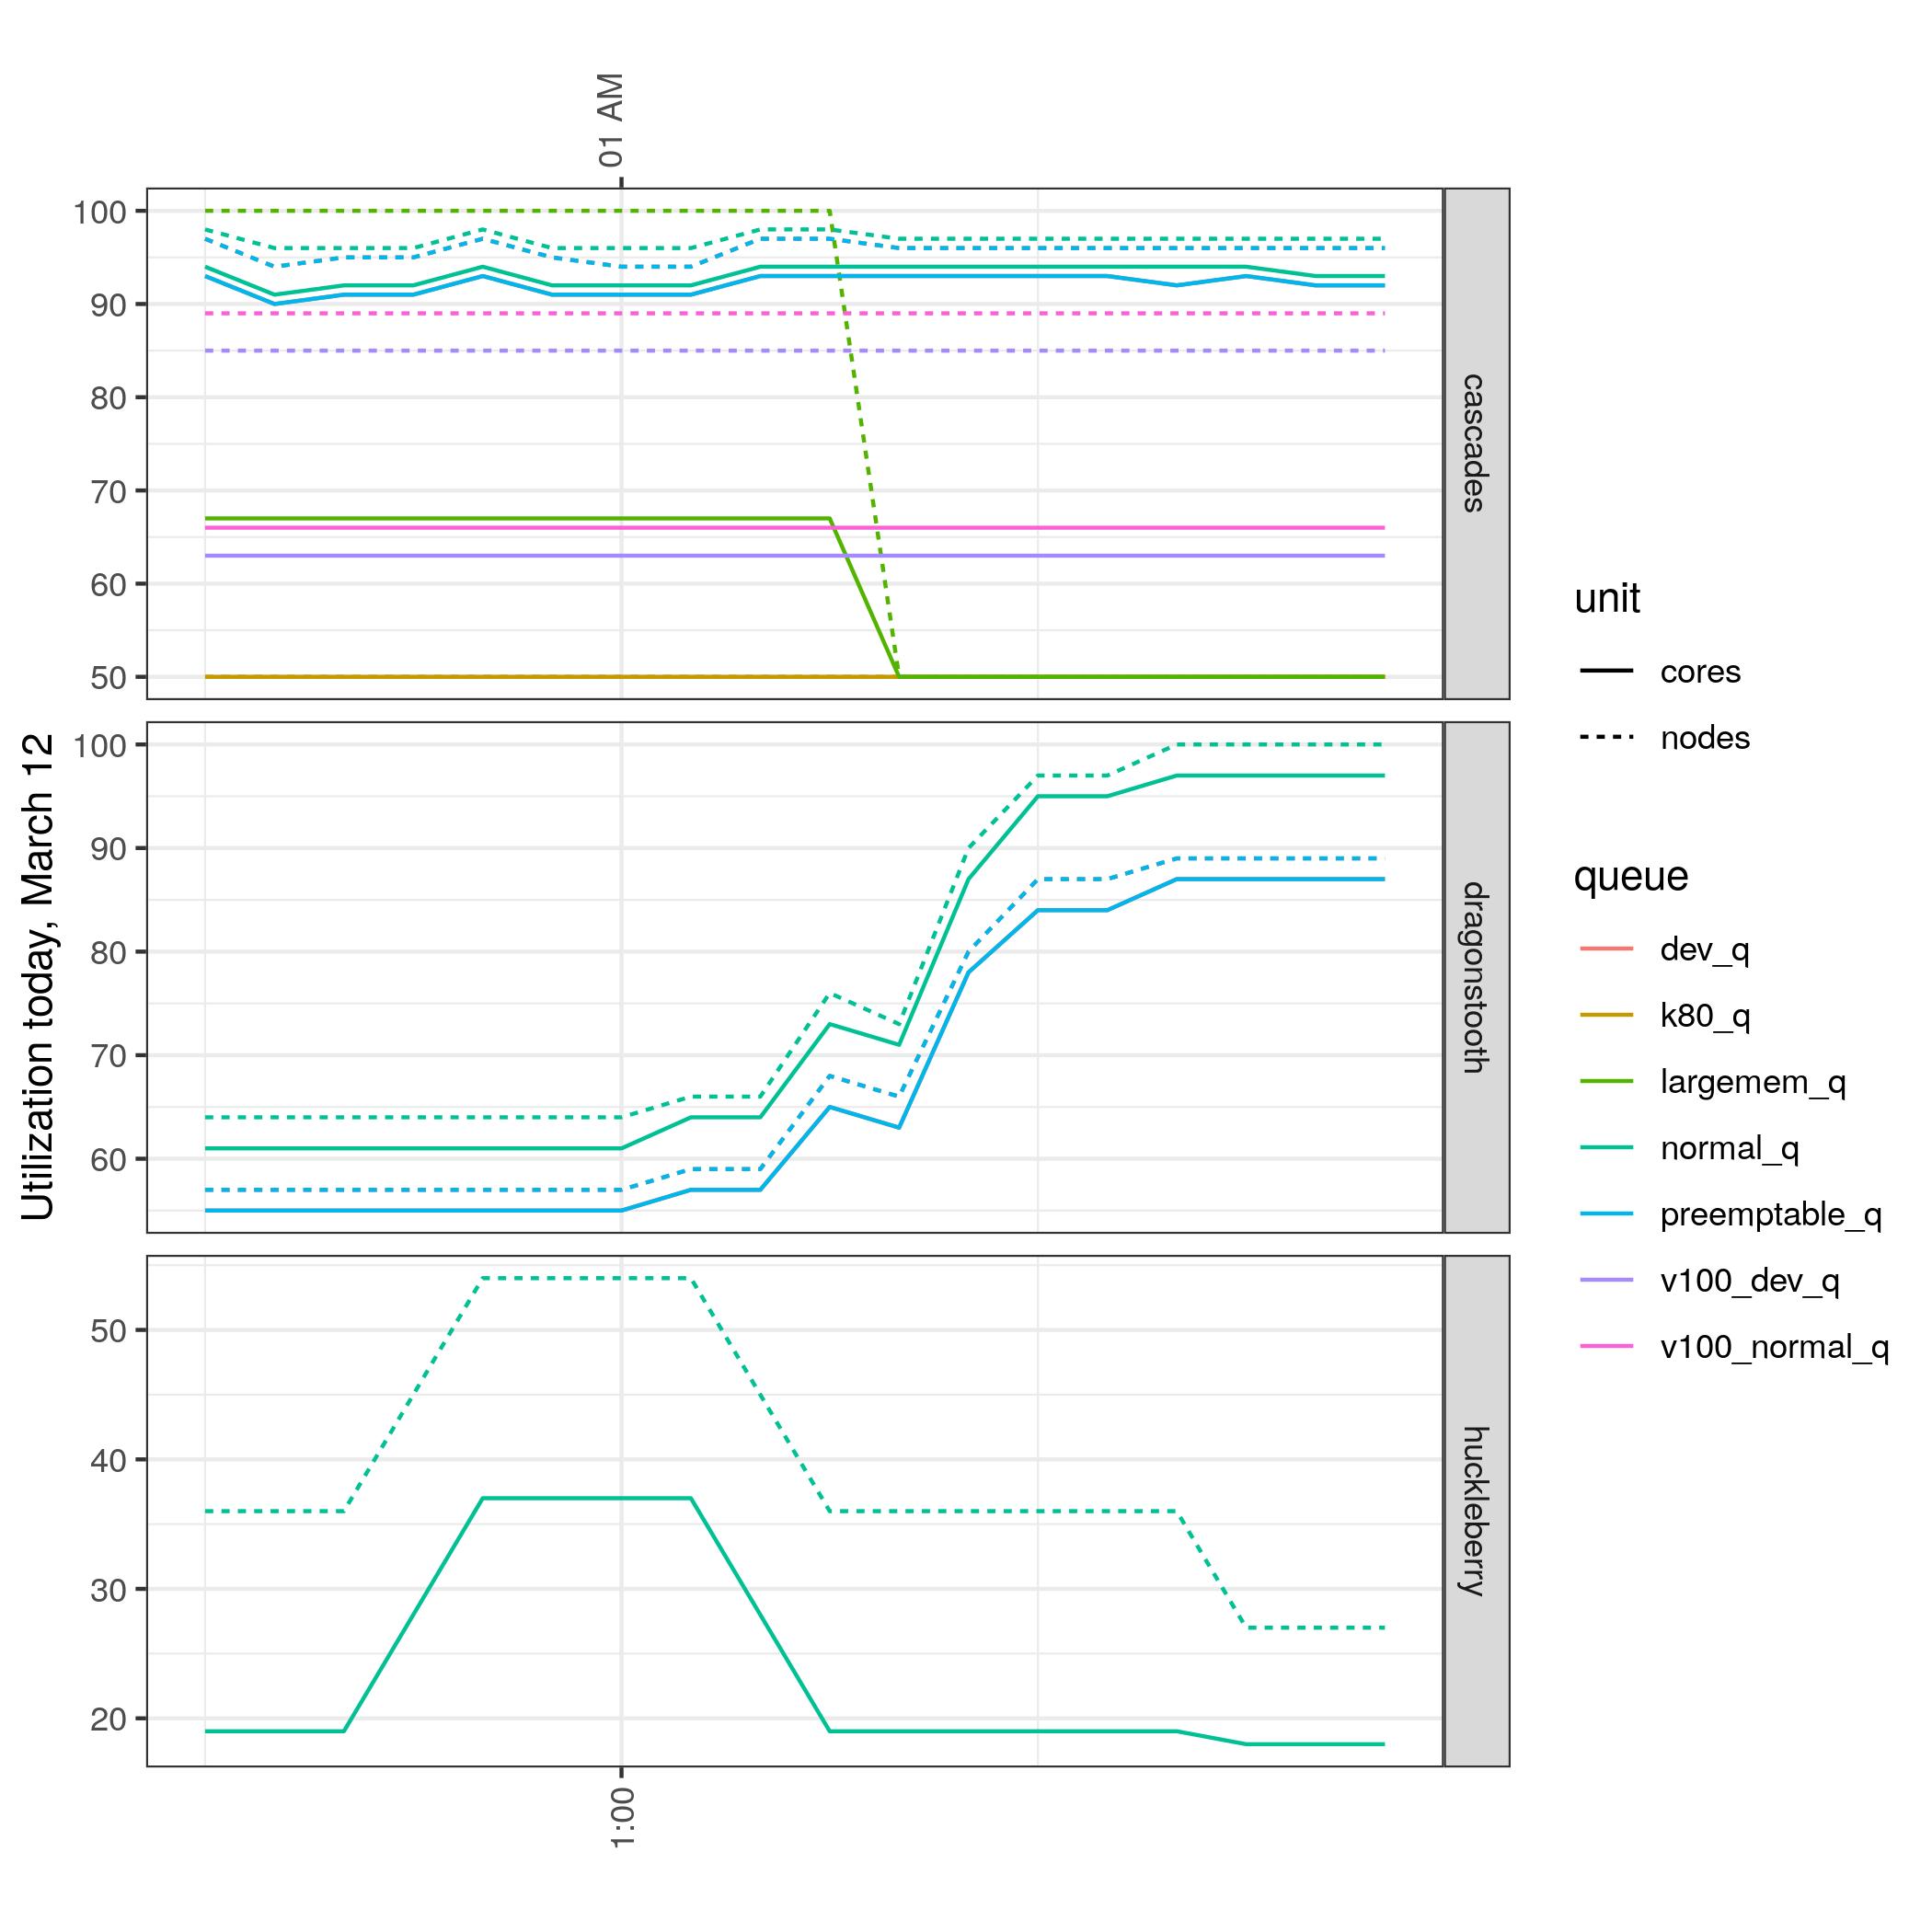 01 AM
Utilization today, March 12
100
90
80
70
60
50
cascades
100
90
80
70
60
dragonstooth
50
40
30
20
huckleberry
1:00
unit
cores
nodes
queue
dev_q
k80_q
largemem_q
normal_q
preemptable_q
v100_dev_q
v100_normal_q